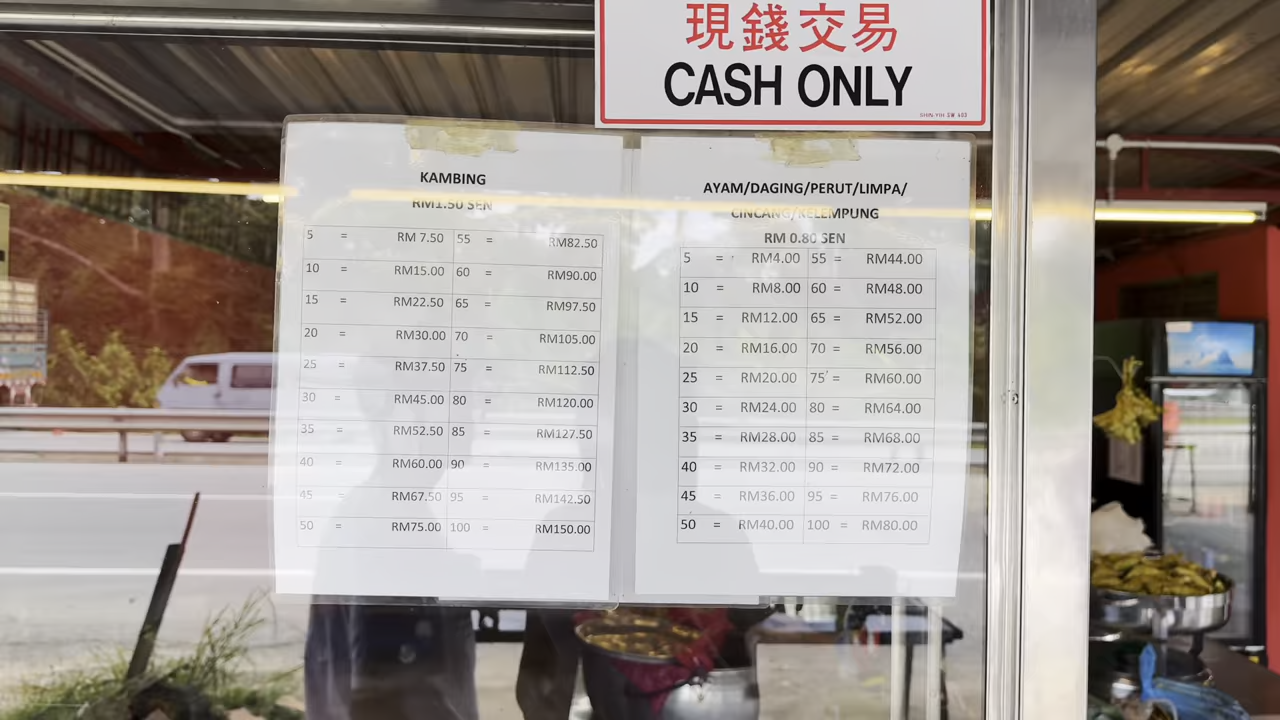 現錢交易
CASH ONLY
SHIN YIH SW 403
KAMBING
RM1.50 SEN
5 = RM 7.50 55 = RM82.50
10 = RM15.00 60 = RM90.00
15 = RM22.50 65 = RM97.50
20 = RM30.00 70 = RM105.00
25 = RM37.50 75 = RM112.50
30 = RM45.00 80 = RM120.00
35 = RM52.50 85 = RM127.50
40 = RM60.00 90 = RM135.00
45 = RM67.50 95 = RM142.50
50 = RM75.00 100 = RM150.00
AYAM/DAGING/PERUT/LIMPA/
CINCANG/KELEMPUNG
RM 0.80 SEN
5 = RM4.00 55 = RM44.00
10 = RM8.00 60 = RM48.00
15 = RM12.00 65 = RM52.00
20 = RM16.00 70 = RM56.00
25 = RM20.00 75 = RM60.00
30 = RM24.00 80 = RM64.00
35 = RM28.00 85 = RM68.00
40 = RM32.00 90 = RM72.00
45 = RM36.00 95 = RM76.00
50 = RM40.00 100 = RM80.00